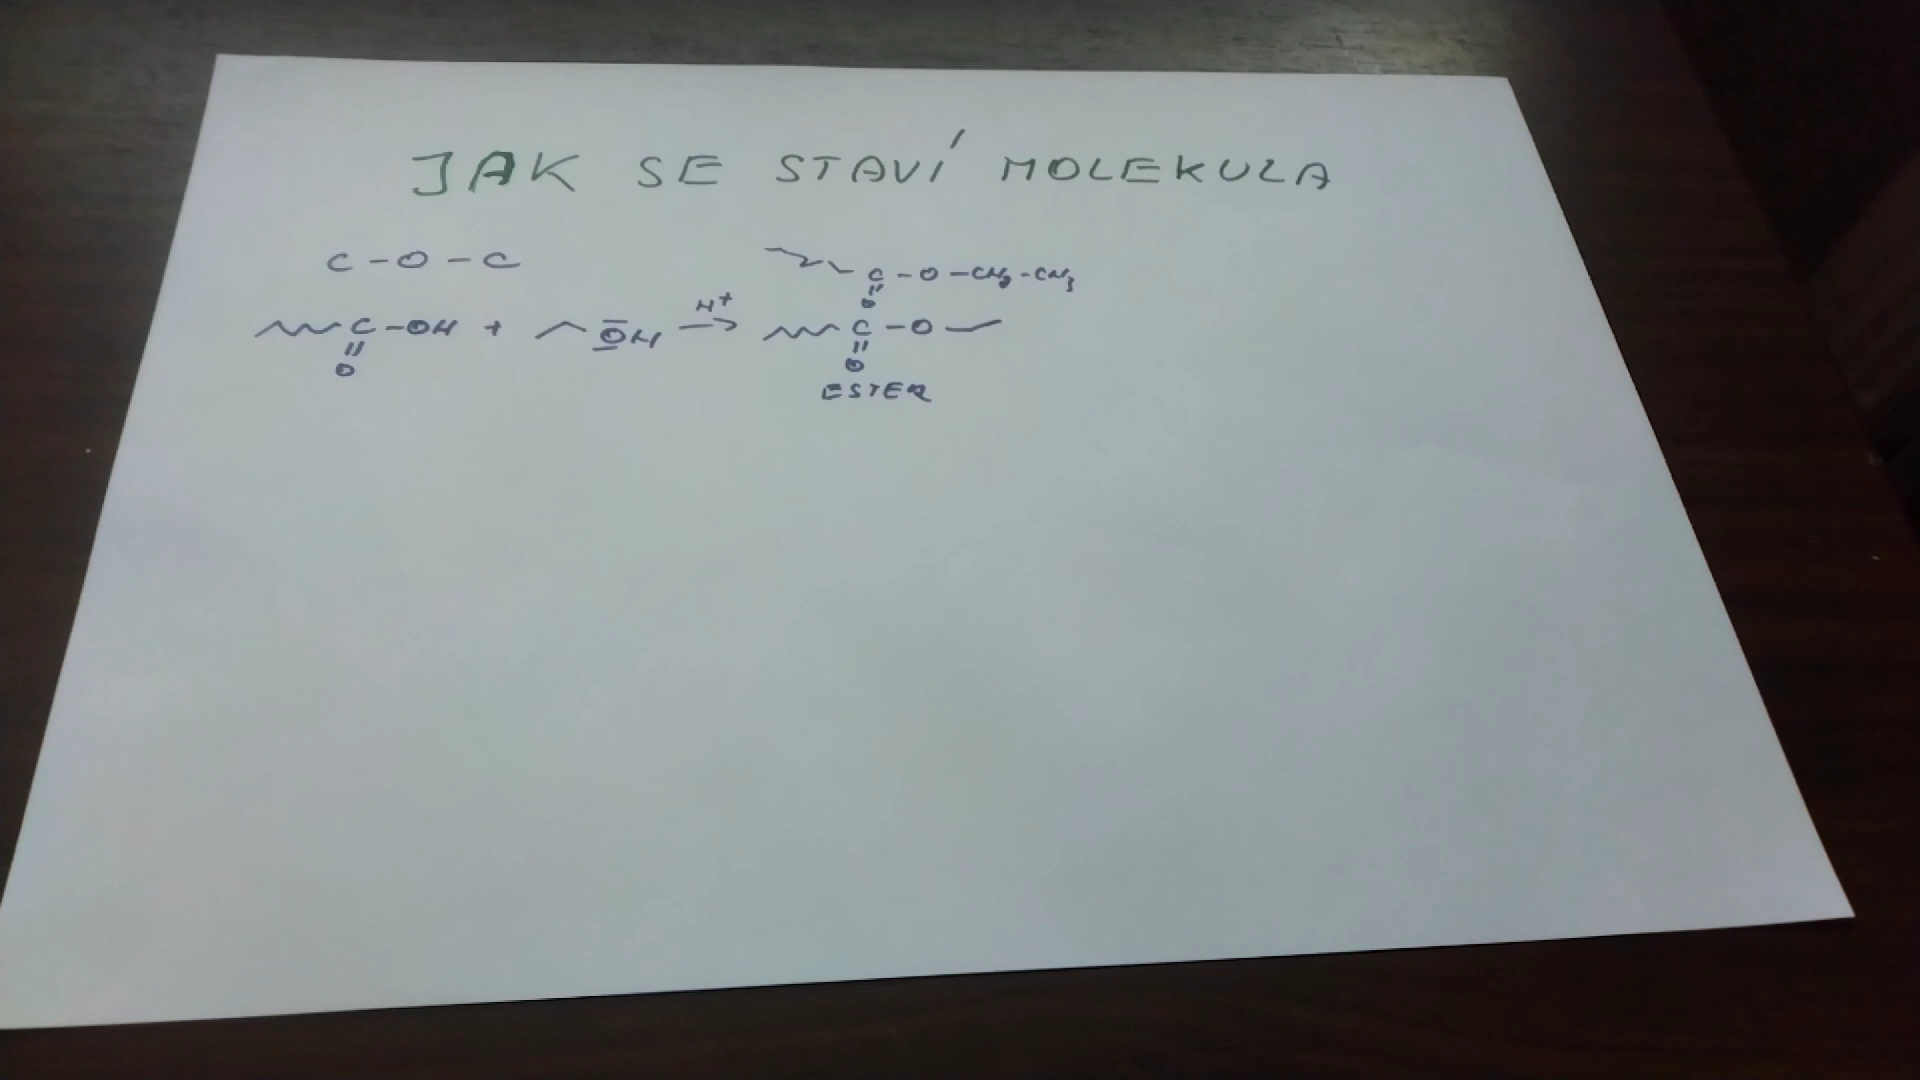 JAK SE STAVÍ MOLEKULA
C-O-C
C-O-CH2-CH3
O
C-OH + OH H+ → C-O
O O
ESTER